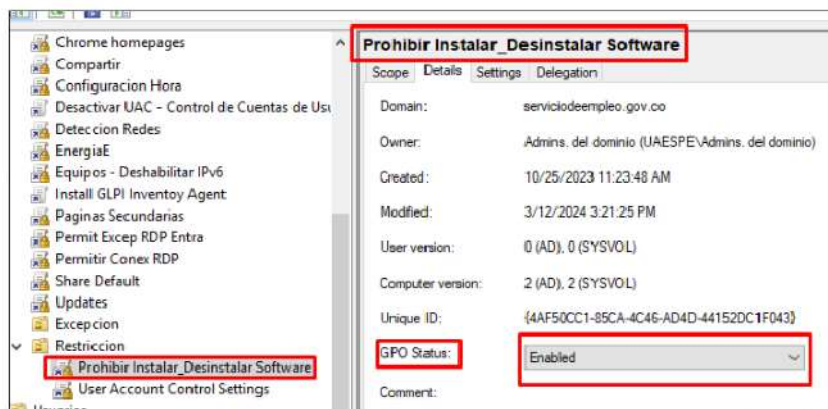 Chrome homepages
Compartir
Configuracion Hora
Desactivar UAC - Control de Cuentas de Usu
Deteccion Redes
EnergiaE
Equipos - Deshabilitar IPv6
Install GLPI Inventoy Agent
Paginas Secundarias
Permit Excep RDP Entra
Permitir Conex RDP
Share Default
Updates
Excepcion
Restriccion
Prohibir Instalar_Desinstalar Software
User Account Control Settings
Prohibir Instalar_Desinstalar Software
Scope Details Settings Delegation
Domain: serviciodeempleo.gov.co
Owner: Admins. del dominio (UAESPE\Admins. del dominio)
Created: 10/25/2023 11:23:48 AM
Modified: 3/12/2024 3:21:25 PM
User version: 0 (AD), 0 (SYSVOL)
Computer version: 2 (AD), 2 (SYSVOL)
Unique ID: {4AF50CC1-85CA-4C46-AD4D-44152DC1F043}
GPO Status: Enabled
Comment: